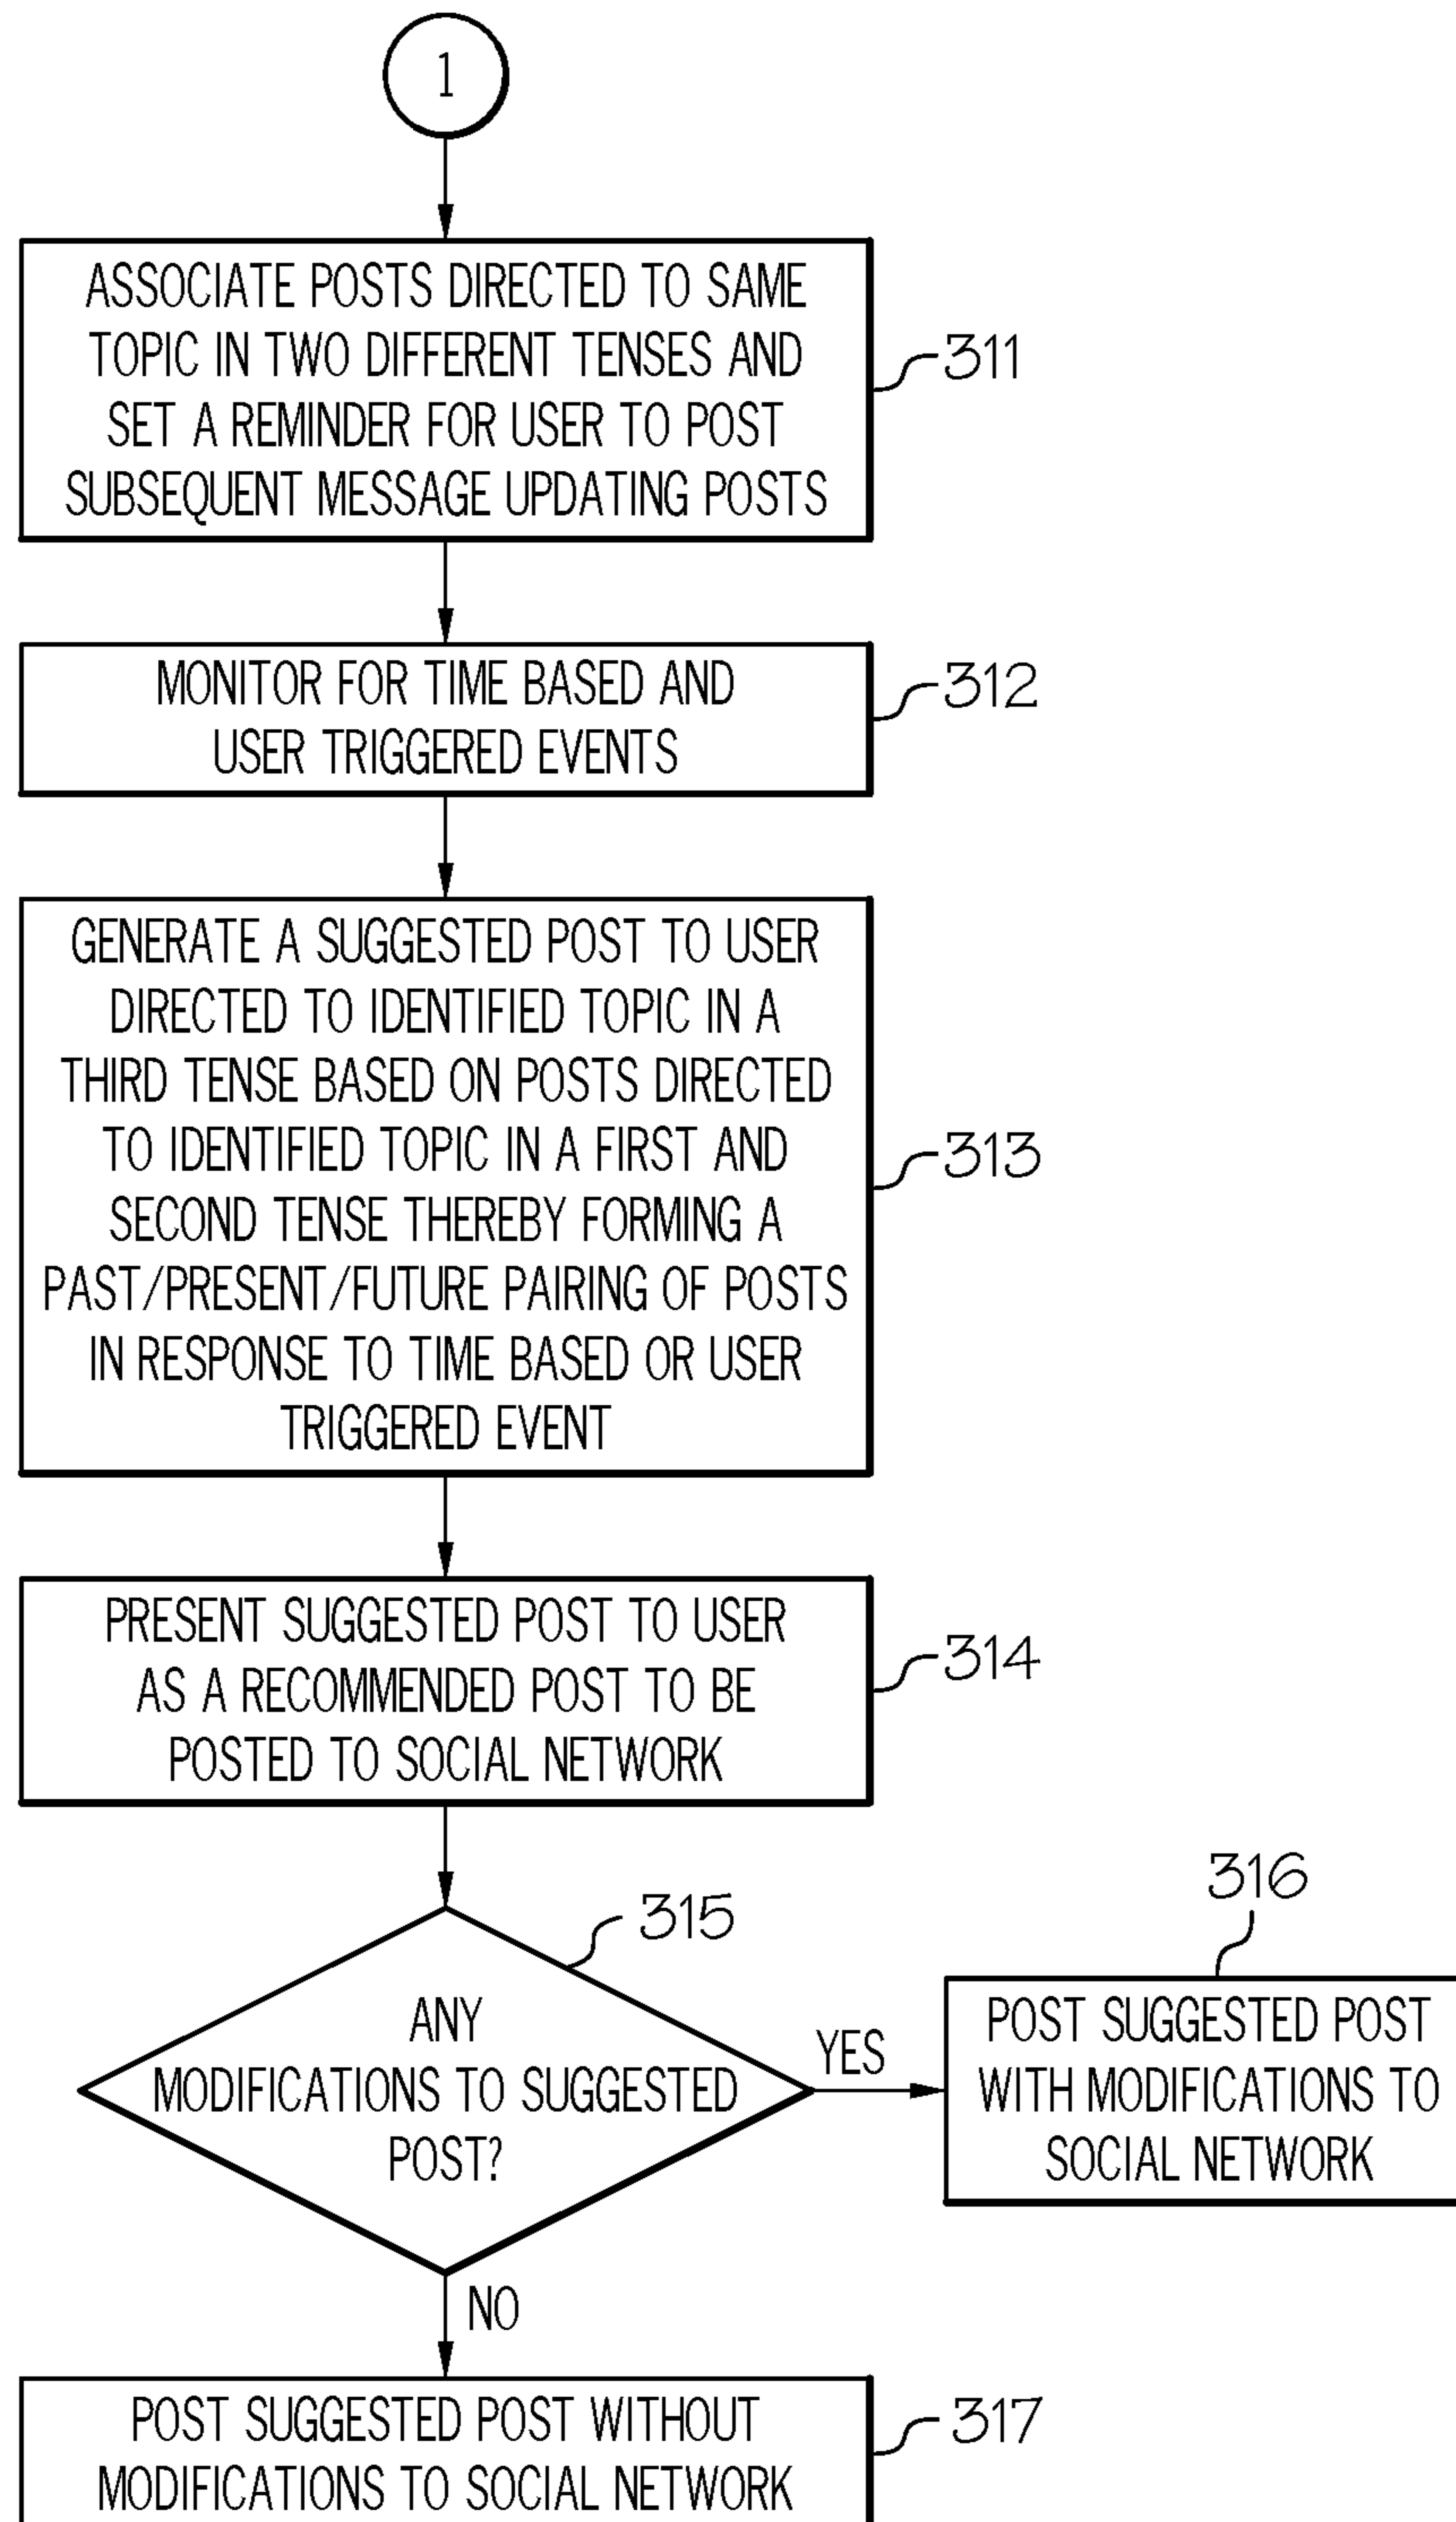 1
ASSOCIATE POSTS DIRECTED TO SAME
TOPIC IN TWO DIFFERENT TENSES AND
SET A REMINDER FOR USER TO POST
SUBSEQUENT MESSAGE UPDATING POSTS
311
MONITOR FOR TIME BASED AND
USER TRIGGERED EVENTS
312
GENERATE A SUGGESTED POST TO USER
DIRECTED TO IDENTIFIED TOPIC IN A
THIRD TENSE BASED ON POSTS DIRECTED
TO IDENTIFIED TOPIC IN A FIRST AND
SECOND TENSE THEREBY FORMING A
PAST/PRESENT/FUTURE PAIRING OF POSTS
IN RESPONSE TO TIME BASED OR USER
TRIGGERED EVENT
313
PRESENT SUGGESTED POST TO USER
AS A RECOMMENDED POST TO BE
POSTED TO SOCIAL NETWORK
314
315
ANY
MODIFICATIONS TO SUGGESTED
POST?
YES
316
POST SUGGESTED POST
WITH MODIFICATIONS TO
SOCIAL NETWORK
NO
POST SUGGESTED POST WITHOUT
MODIFICATIONS TO SOCIAL NETWORK
317